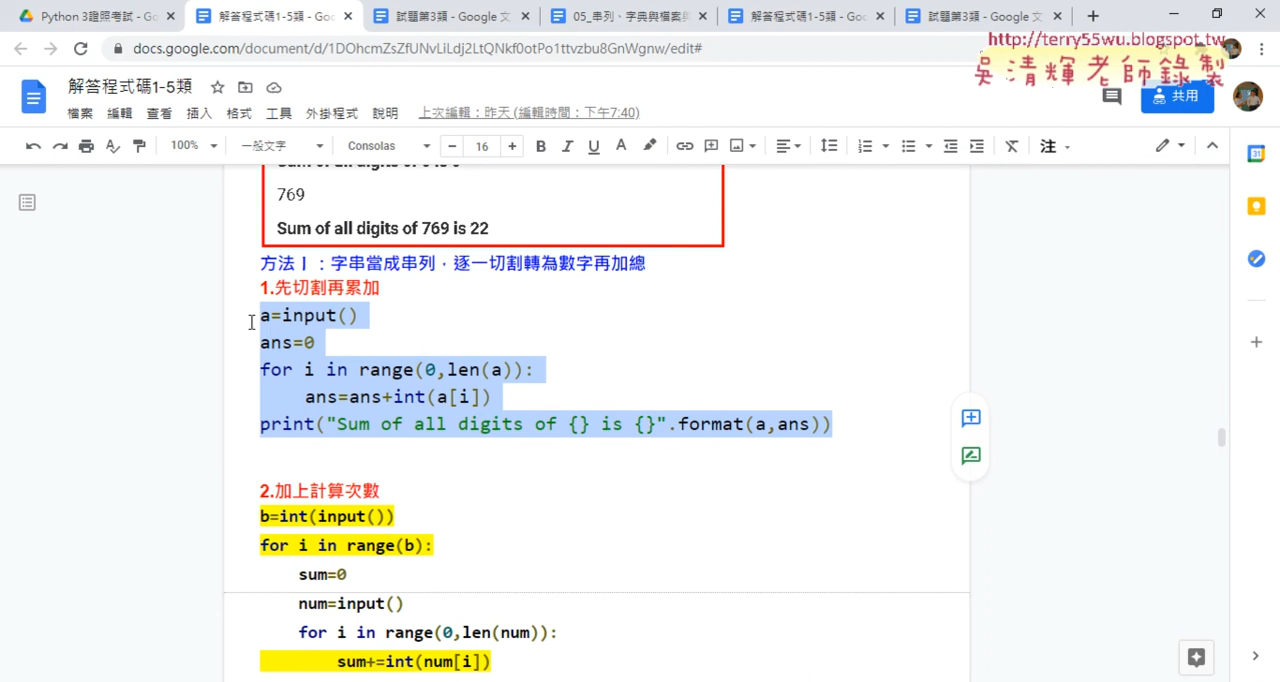 Python 3證照考試 - Go
解答程式碼1-5類 - Goo
試題第3類 - Google 文
05_串列、字典與檔案與
解答程式碼1-5類 - Goo
試題第3類 - Google 文
docs.google.com/document/d/1DOhcmZsZfUNvLiLdj2LtQNkf0otPo1ttvzbu8GnWgnw/edit#
http://terry55wu.blogspot.tw
吳清輝老師錄製
解答程式碼1-5類
共用
檔案 編輯 查看 插入 格式 工具 外掛程式 說明 上次編輯：昨天 (編輯時間：下午7:40)
100% 一般文字 Consolas 16 注
769
Sum of all digits of 769 is 22
方法Ⅰ：字串當成串列，逐一切割轉為數字再加總
1.先切割再累加
a=input()
ans=0
for i in range(0,len(a)):
ans=ans+int(a[i])
print("Sum of all digits of {} is {}".format(a,ans))
2.加上計算次數
b=int(input())
for i in range(b):
sum=0
num=input()
for i in range(0,len(num)):
sum+=int(num[i])